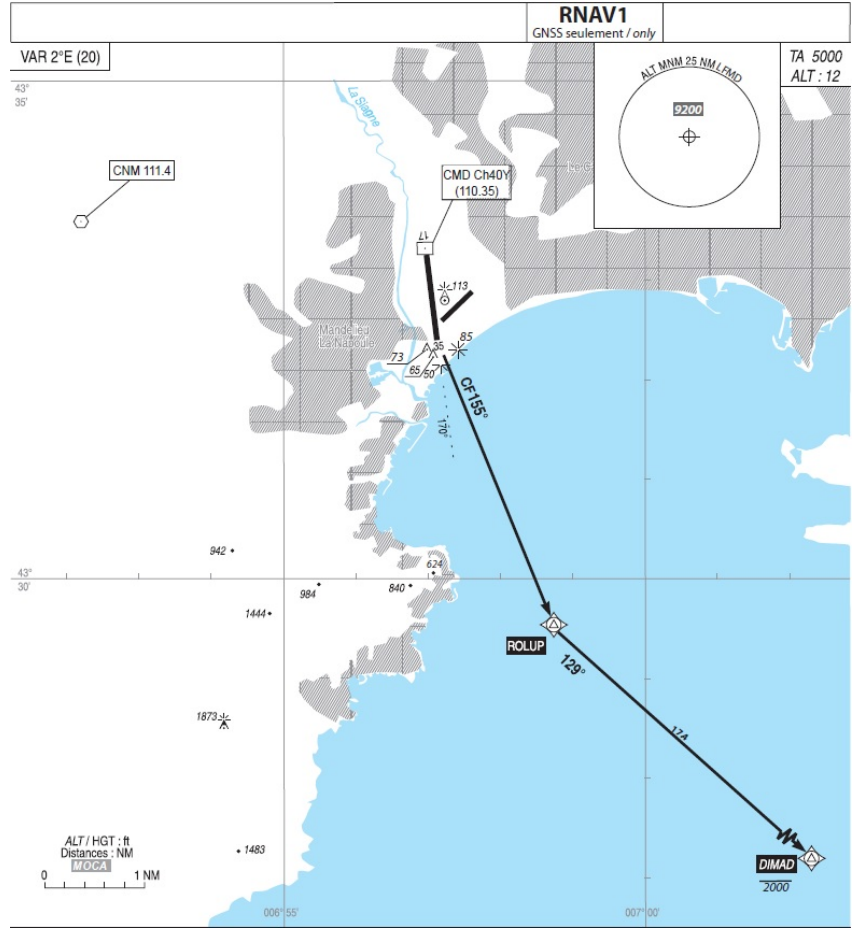 RNAV1
GNSS seulement / only
VAR 2°E (20)
TA 5000
ALT : 12
ALT MNM 25 NM LFMD
9200
43°
35'
La Siagne
Le C
CNM 111.4
CMD Ch40Y
(110.35)
17
113
Mandelieu
La Napoule
35
85
73
65
50
CF155°
170°
942
43°
30'
624
984
840
1444
ROLUP
129°
1873
17.4
ALT / HGT : ft
Distances : NM
MOCA
0
1 NM
1483
DIMAD
2000
006° 55'
007° 00'